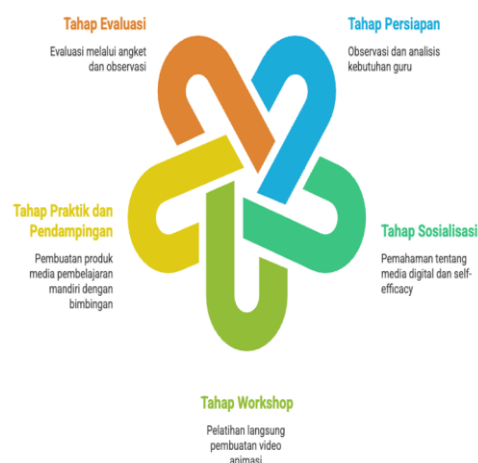 Tahap Evaluasi
Evaluasi melalui angket
dan observasi
Tahap Persiapan
Observasi dan analisis
kebutuhan guru
Tahap Praktik dan
Pendampingan
Pembuatan produk
media pembelajaran
mandiri dengan
bimbingan
Tahap Sosialisasi
Pemahaman tentang
media digital dan self-
efficacy
Tahap Workshop
Pelatihan langsung
pembuatan video
animasi